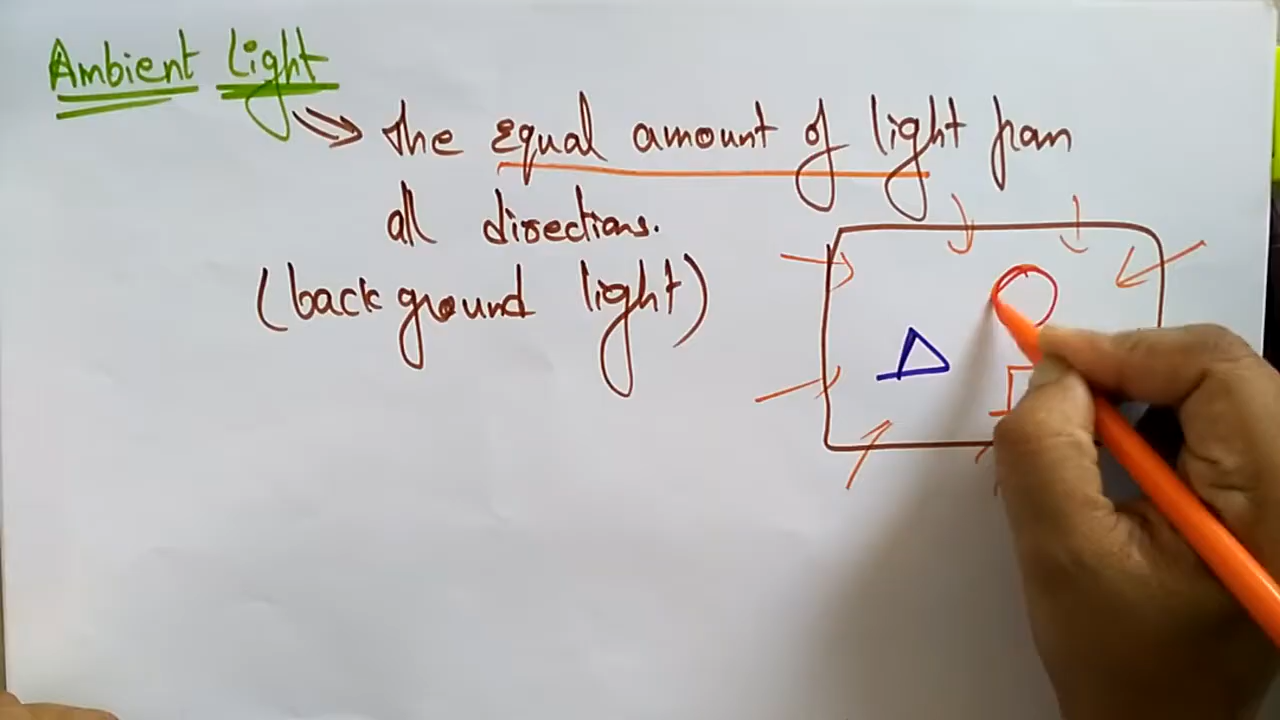 Ambient Light
⇒ the equal amount of light from
all directions.
(background light)